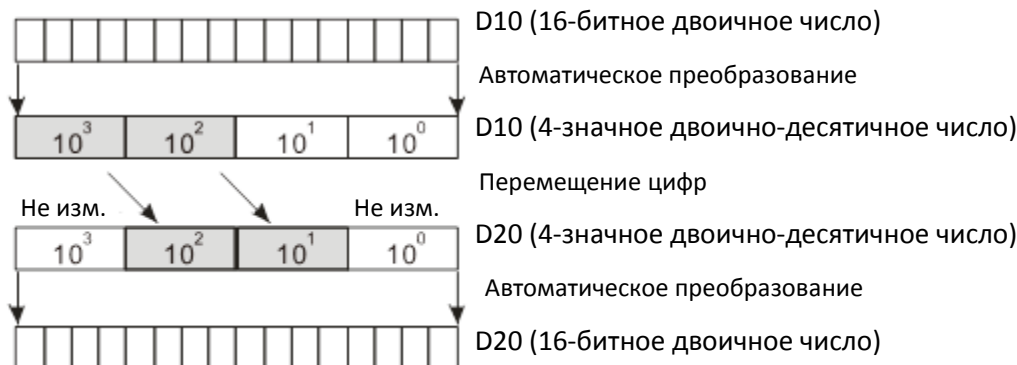 D10 (16-битное двоичное число)
Автоматическое преобразование
10³ 10² 10¹ 10⁰ D10 (4-значное двоично-десятичное число)
Перемещение цифр
Не изм. Не изм.
10³ 10² 10¹ 10⁰ D20 (4-значное двоично-десятичное число)
Автоматическое преобразование
D20 (16-битное двоичное число)